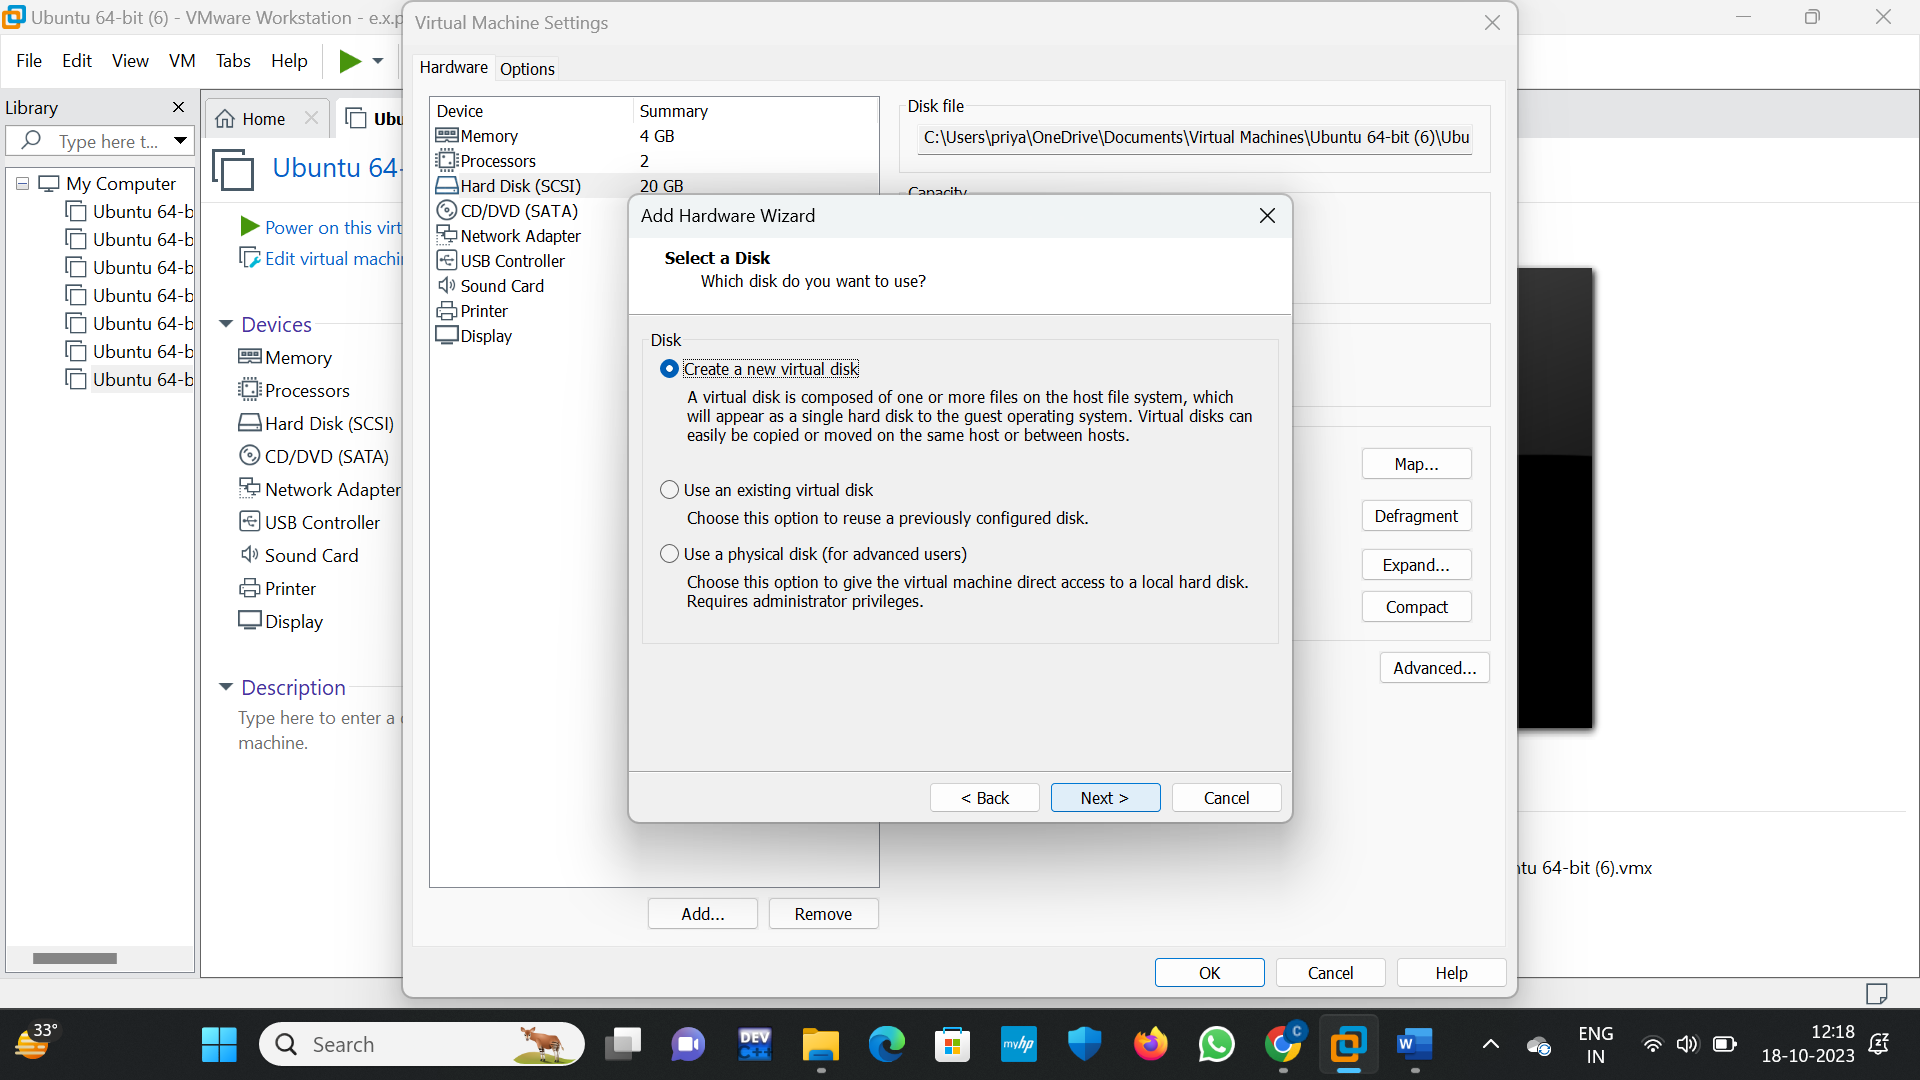 Ubuntu 64-bit (6) - VMware Workstation - e.x.p
File Edit View VM Tabs Help
Library
Type here t...
My Computer
Ubuntu 64-b
Ubuntu 64-b
Ubuntu 64-b
Ubuntu 64-b
Ubuntu 64-b
Ubuntu 64-b
Ubuntu 64-b
Home
Ubu
Ubuntu 64-
Power on this virt
Edit virtual machin
Devices
Memory
Processors
Hard Disk (SCSI)
CD/DVD (SATA)
Network Adapter
USB Controller
Sound Card
Printer
Display
Description
Type here to enter a
machine.
Virtual Machine Settings
Hardware Options
Device Summary
Memory 4 GB
Processors 2
Hard Disk (SCSI) 20 GB
CD/DVD (SATA)
Network Adapter
USB Controller
Sound Card
Printer
Display
Add... Remove
Disk file
C:\Users\priya\OneDrive\Documents\Virtual Machines\Ubuntu 64-bit (6)\Ubu
Capacity
Map...
Defragment
Expand...
Compact
Advanced...
OK Cancel Help
Add Hardware Wizard
Select a Disk
Which disk do you want to use?
Disk
Create a new virtual disk
A virtual disk is composed of one or more files on the host file system, which
will appear as a single hard disk to the guest operating system. Virtual disks can
easily be copied or moved on the same host or between hosts.
Use an existing virtual disk
Choose this option to reuse a previously configured disk.
Use a physical disk (for advanced users)
Choose this option to give the virtual machine direct access to a local hard disk.
Requires administrator privileges.
< Back Next > Cancel
ntu 64-bit (6).vmx
33°
Search
DEV
C++
myhp
C
W
ENG
IN
12:18
18-10-2023